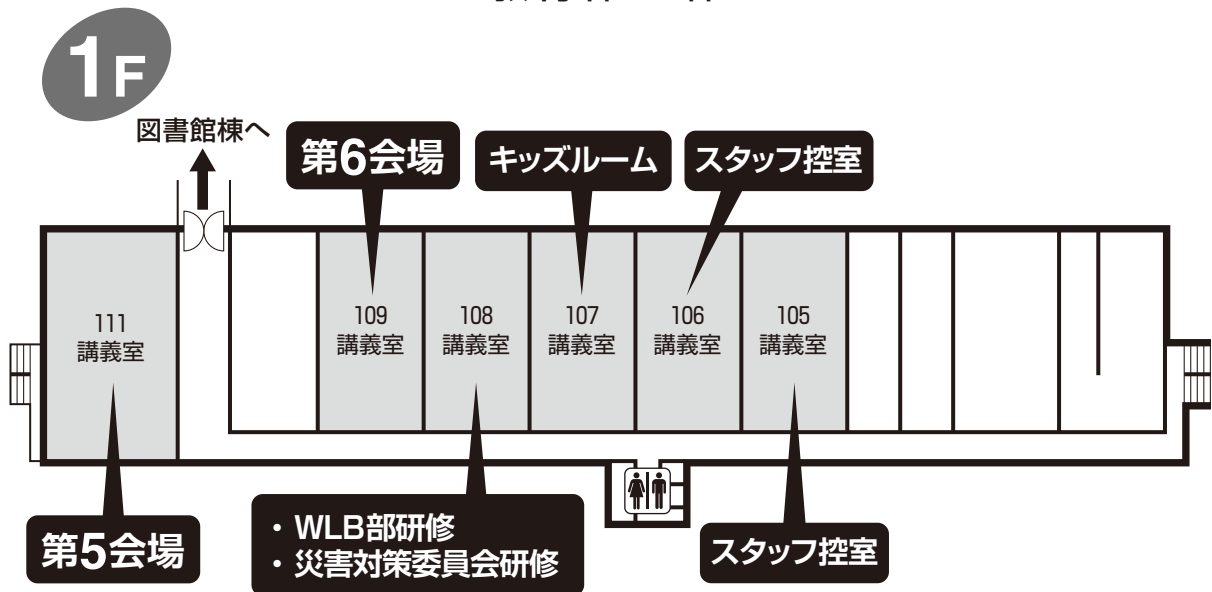 1F
図書館棟へ
第6会場
キッズルーム
スタッフ控室
111
講義室
109
講義室
108
講義室
107
講義室
106
講義室
105
講義室
第5会場
・WLB部研修
・災害対策委員会研修
スタッフ控室